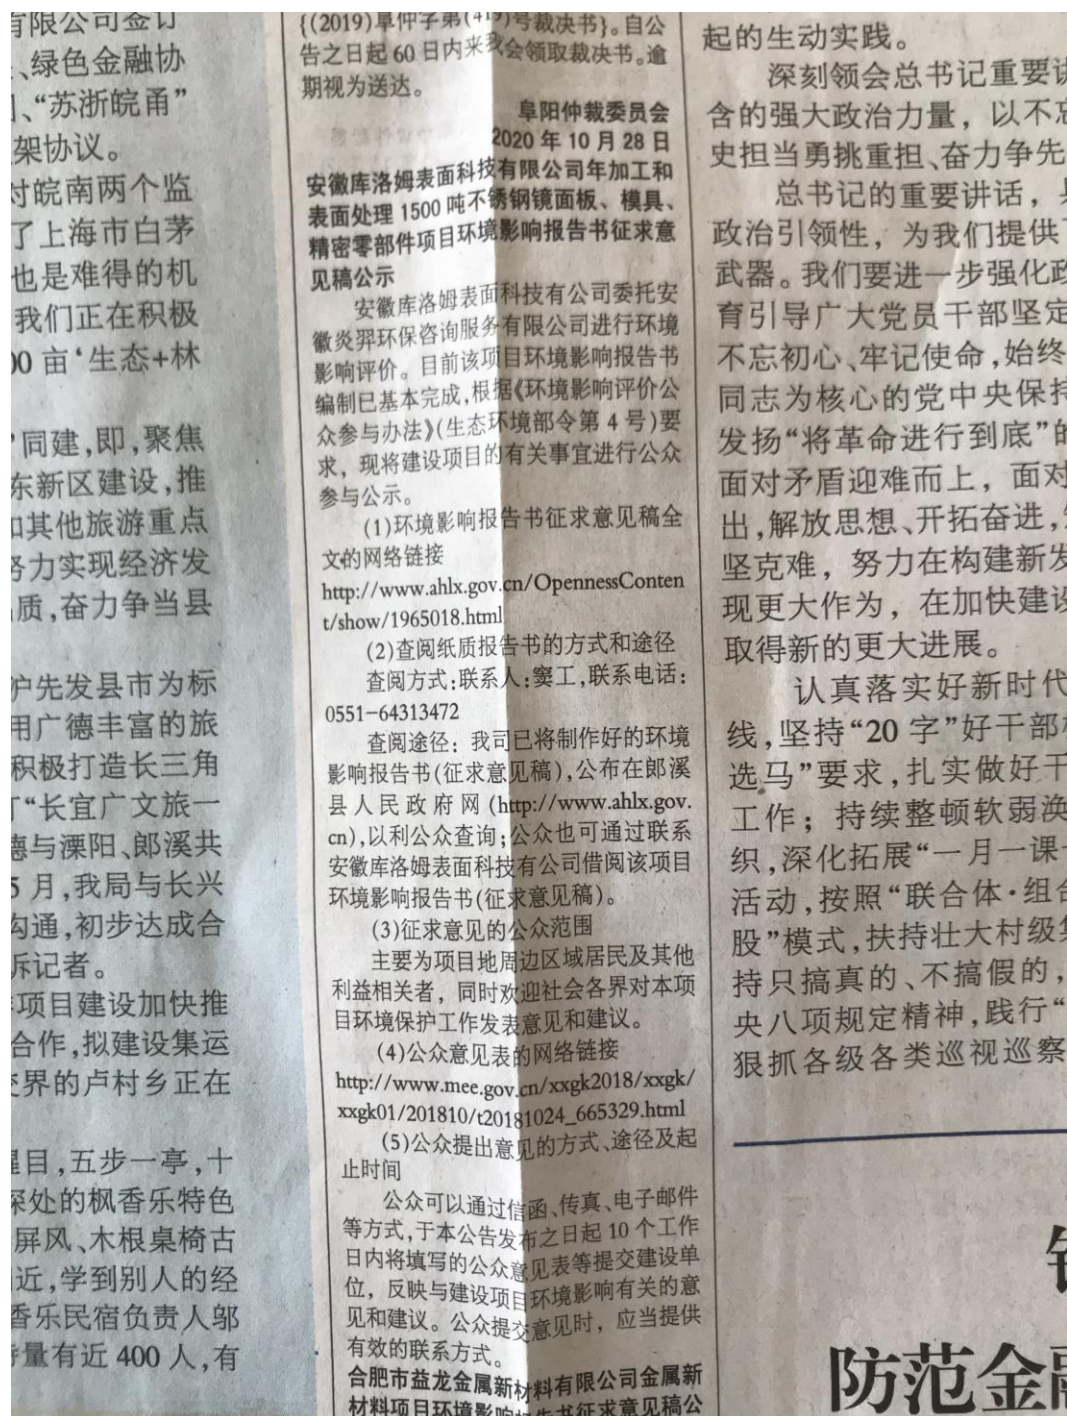 有限公司签订
、绿色金融协
、“苏浙皖甬”
架协议。
对皖南两个监
了上海市白茅
也是难得的机
我们正在积极
00 亩‘生态+林
”同建,即,聚焦
东新区建设,推
和其他旅游重点
努力实现经济发
质,奋力争当县
沪先发县市为标
用广德丰富的旅
积极打造长三角
“长宜广文旅一
德与溧阳、郎溪共
5 月,我局与长兴
沟通,初步达成合
诉记者。
项目建设加快推
合作,拟建设集运
交界的卢村乡正在
醒目,五步一亭,十
深处的枫香乐特色
屏风、木根桌椅古
近,学到别人的经
香乐民宿负责人邬
待量有近 400 人,有
{(2019)阜仲字第(419)号裁决书}。自公
告之日起 60 日内来我会领取裁决书。逾
期视为送达。
阜阳仲裁委员会
2020 年 10 月 28 日
安徽库洛姆表面科技有限公司年加工和
表面处理 1500 吨不锈钢镜面板、模具、
精密零部件项目环境影响报告书征求意
见稿公示
安徽库洛姆表面科技有公司委托安
徽炎羿环保咨询服务有限公司进行环境
影响评价。目前该项目环境影响报告书
编制已基本完成,根据《环境影响评价公
众参与办法》(生态环境部令第 4 号)要
求，现将建设项目的有关事宜进行公众
参与公示。
(1)环境影响报告书征求意见稿全
文的网络链接
http://www.ahlx.gov.cn/OpennessConten
t/show/1965018.html
(2)查阅纸质报告书的方式和途径
查阅方式:联系人:窦工,联系电话:
0551-64313472
查阅途径：我司已将制作好的环境
影响报告书(征求意见稿),公布在郎溪
县人民政府网(http://www.ahlx.gov.
cn),以利公众查询;公众也可通过联系
安徽库洛姆表面科技有公司借阅该项目
环境影响报告书(征求意见稿)。
(3)征求意见的公众范围
主要为项目地周边区域居民及其他
利益相关者，同时欢迎社会各界对本项
目环境保护工作发表意见和建议。
(4)公众意见表的网络链接
http://www.mee.gov.cn/xxgk2018/xxgk/
xxgk01/201810/t20181024_665329.html
(5)公众提出意见的方式、途径及起
止时间
公众可以通过信函、传真、电子邮件
等方式,于本公告发布之日起 10 个工作
日内将填写的公众意见表等提交建设单
位，反映与建设项目环境影响有关的意
见和建议。公众提交意见时，应当提供
有效的联系方式。
合肥市益龙金属新材料有限公司金属新
材料项目环境影响报告书征求意见稿公
起的生动实践。
深刻领会总书记重要讲
含的强大政治力量，以不忘
史担当勇挑重担、奋力争先
总书记的重要讲话，
政治引领性，为我们提供
武器。我们要进一步强化政
育引导广大党员干部坚定
不忘初心、牢记使命,始终
同志为核心的党中央保持
发扬“将革命进行到底”的
面对矛盾迎难而上，面对
出,解放思想、开拓奋进,
坚克难，努力在构建新发
现更大作为，在加快建设
取得新的更大进展。
认真落实好新时代
线,坚持“20 字”好干部标
选马”要求，扎实做好干
工作；持续整顿软弱涣
织,深化拓展“一月一课
活动,按照“联合体·组合
股”模式,扶持壮大村级集
持只搞真的、不搞假的,
央八项规定精神,践行“
狠抓各级各类巡视巡察
防范金融